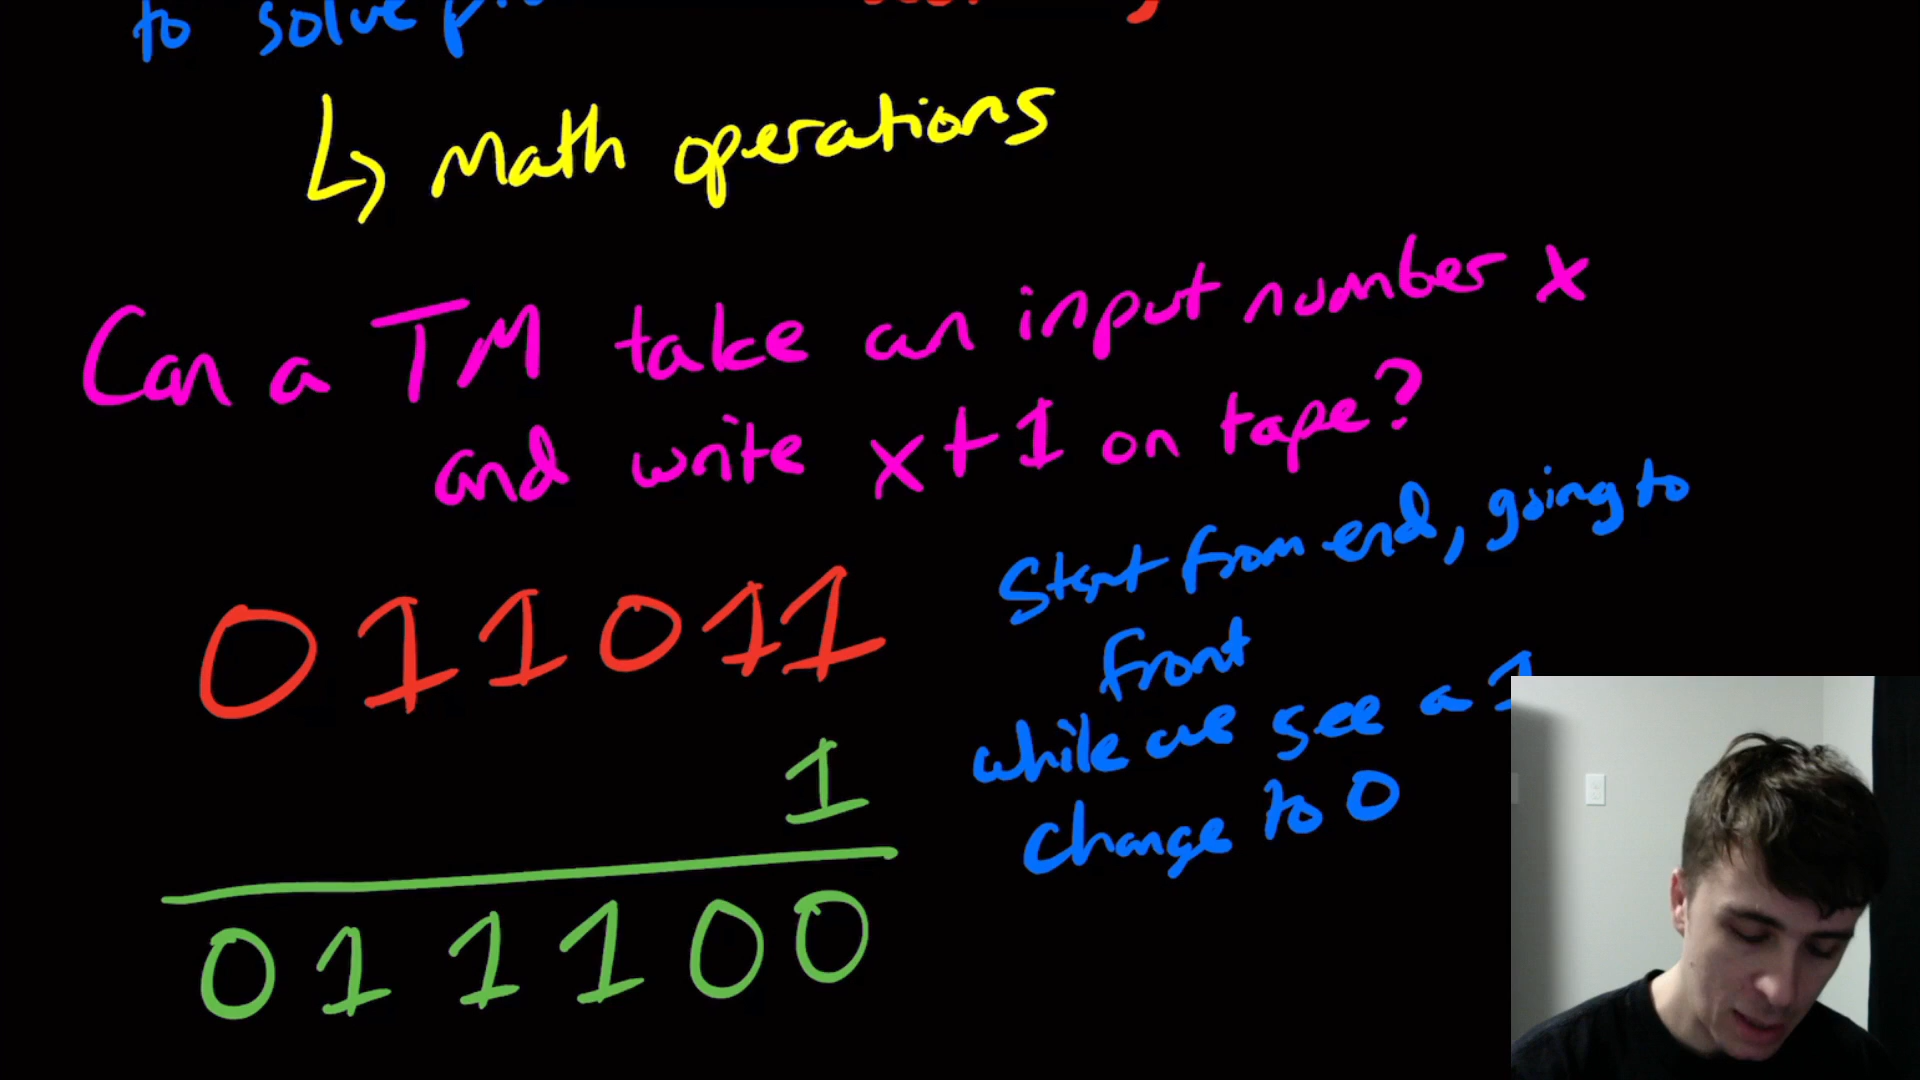 to solve
↳ Math operations
Can a TM take an input number x
and write x+1 on tape?
Start from end, going to
front
while we see a 1
change to 0
011011
1
011100